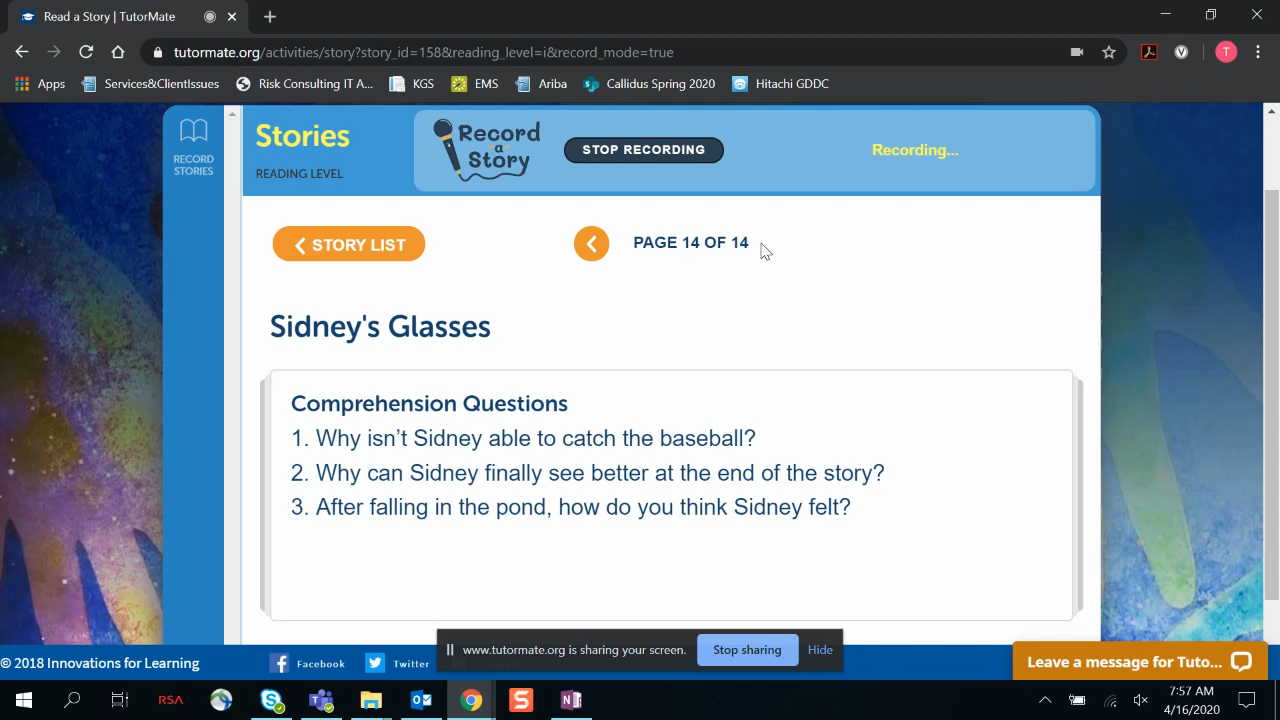 Read a Story | TutorMate
tutormate.org/activities/story?story_id=158&reading_level=i&record_mode=true
Apps Services&ClientIssues Risk Consulting IT A... KGS EMS Ariba Callidus Spring 2020 Hitachi GDDC
T
RECORD
STORIES
Stories
READING LEVEL
Record
a
Story
STOP RECORDING
Recording...
STORY LIST
PAGE 14 OF 14
Sidney's Glasses
Comprehension Questions
1. Why isn’t Sidney able to catch the baseball?
2. Why can Sidney finally see better at the end of the story?
3. After falling in the pond, how do you think Sidney felt?
www.tutormate.org is sharing your screen. Stop sharing Hide
© 2018 Innovations for Learning Facebook Twitter
Leave a message for Tuto...
RSA
7:57 AM
4/16/2020